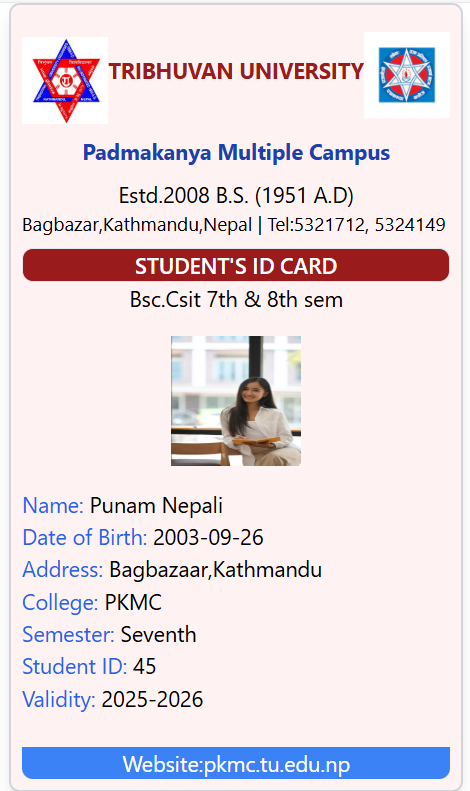 TRIBHUVAN UNIVERSITY
Padmakanya Multiple Campus
Estd.2008 B.S. (1951 A.D)
Bagbazar,Kathmandu,Nepal | Tel:5321712, 5324149
STUDENT'S ID CARD
Bsc.Csit 7th & 8th sem
Name: Punam Nepali
Date of Birth: 2003-09-26
Address: Bagbazaar,Kathmandu
College: PKMC
Semester: Seventh
Student ID: 45
Validity: 2025-2026
Website:pkmc.tu.edu.np